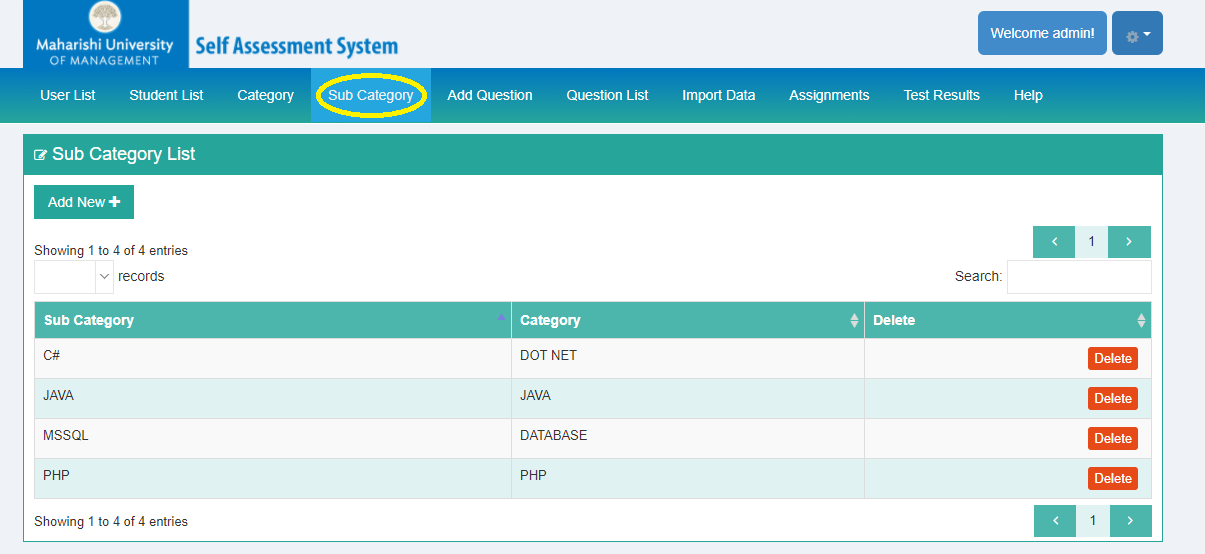 Maharishi University
OF MANAGEMENT
Self Assessment System
Welcome admin!
User List Student List Category Sub Category Add Question Question List Import Data Assignments Test Results Help
Sub Category List
Add New
Showing 1 to 4 of 4 entries
< 1 >
records
Search:
Sub Category Category Delete
C# DOT NET Delete
JAVA JAVA Delete
MSSQL DATABASE Delete
PHP PHP Delete
Showing 1 to 4 of 4 entries
< 1 >